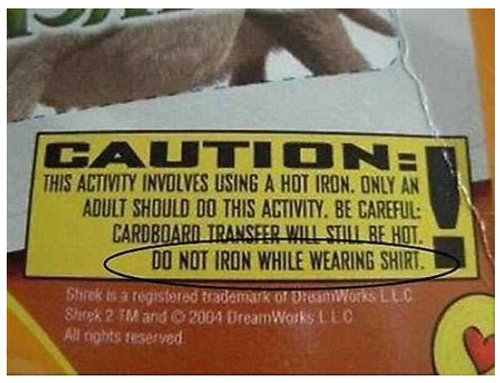 CAUTION:
THIS ACTIVITY INVOLVES USING A HOT IRON. ONLY AN
ADULT SHOULD DO THIS ACTIVITY. BE CAREFUL:
CARDBOARD TRANSFER WILL STILL BE HOT.
DO NOT IRON WHILE WEARING SHIRT.
!
Shrek is a registered trademark of DreamWorks L.L.C.
Shrek 2 TM and © 2004 DreamWorks L.L.C.
All rights reserved.